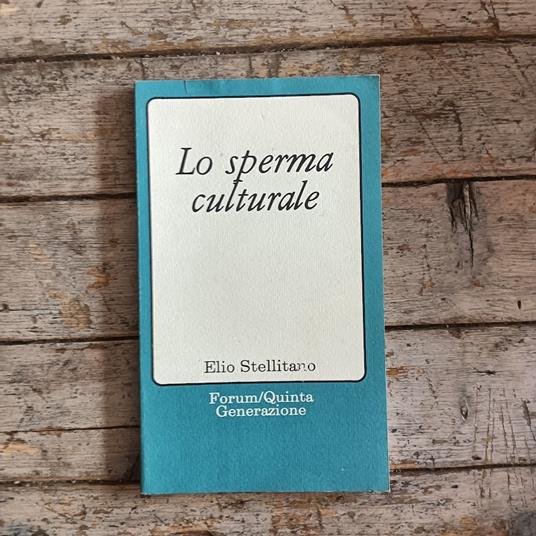 Lo sperma
culturale
Elio Stellitano
Forum/Quinta
Generazione